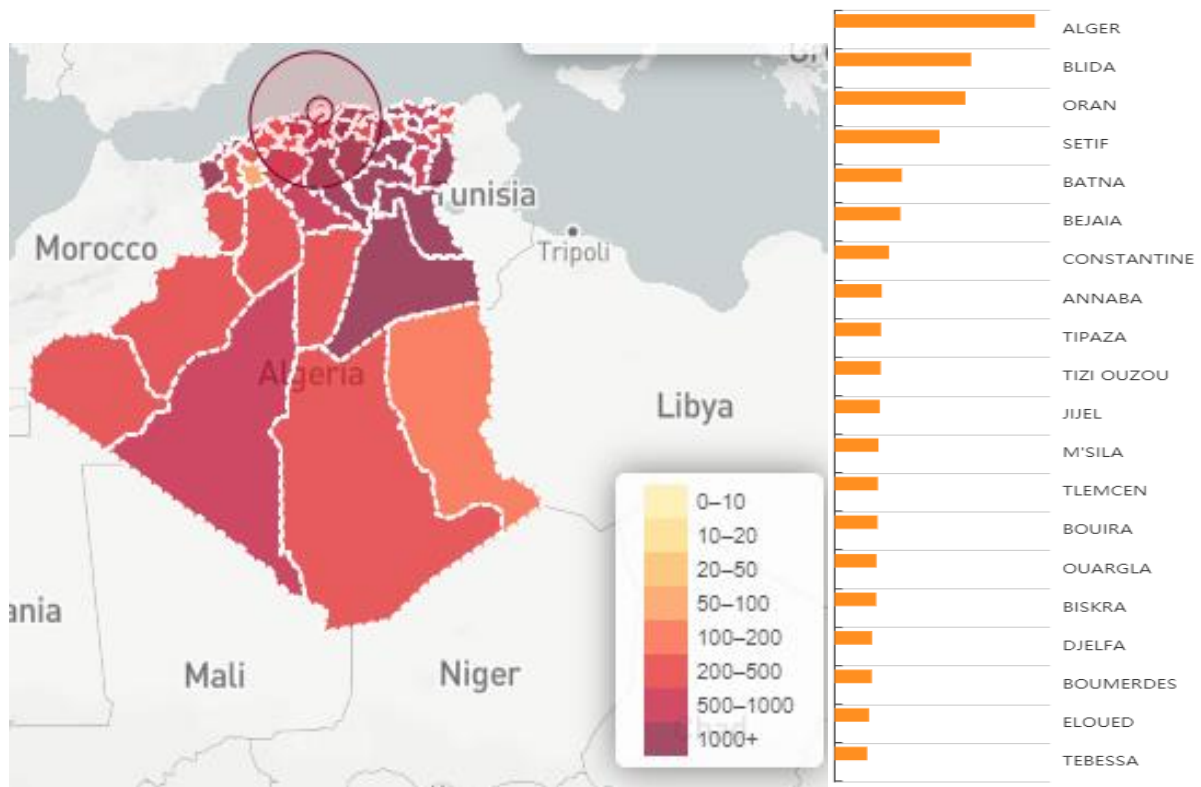 Morocco
Tunisia
Tripoli
Algeria
Libya
ania
Mali
Niger
0–10
10–20
20–50
50–100
100–200
200–500
500–1000
1000+
ALGER
BLIDA
ORAN
SETIF
BATNA
BEJAIA
CONSTANTINE
ANNABA
TIPAZA
TIZI OUZOU
JIJEL
M'SILA
TLEMCEN
BOUIRA
OUARGLA
BISKRA
DJELFA
BOUMERDES
ELOUED
TEBESSA